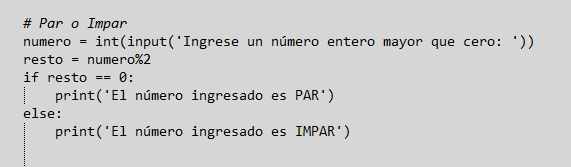 # Par o Impar
numero = int(input('Ingrese un número entero mayor que cero: '))
resto = numero%2
if resto == 0:
    print('El número ingresado es PAR')
else:
    print('El número ingresado es IMPAR')